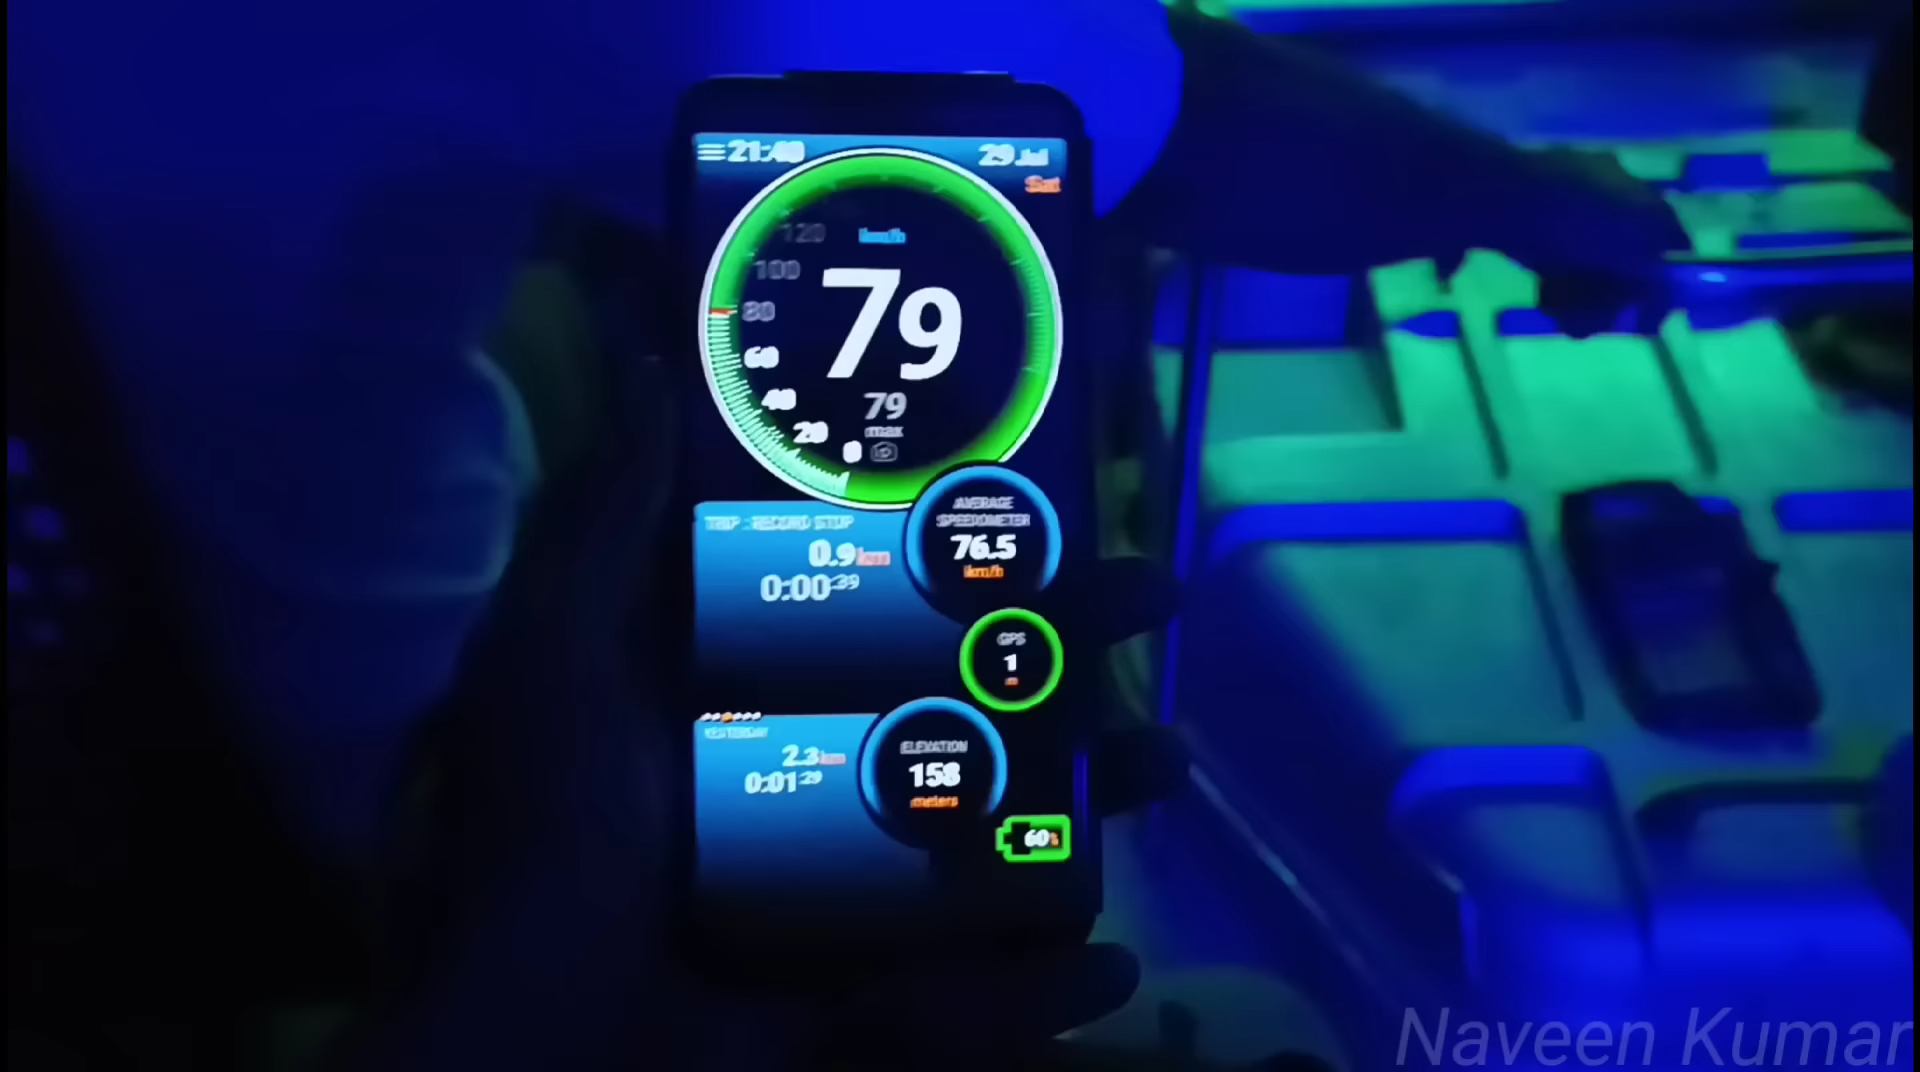 21:40
29 Jul
Sat
120
km/h
100
80
79
60
40
79
20
max
0
AVERAGE
SPEEDOMETER
TRIP : RECORD STOP
76.5
0.9 km
km/h
0:00:39
GPS
1
m
YESTERDAY
ELEVATION
2.3 km
158
0:01:29
meters
60%
Naveen Kumar